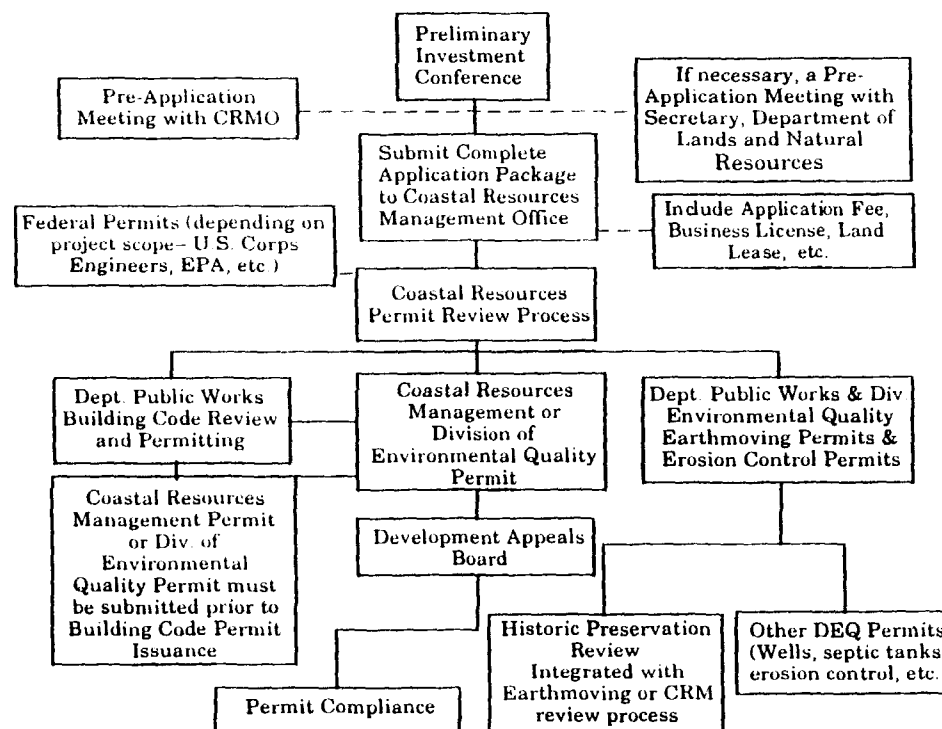 Preliminary
Investment
Conference
Pre-Application
Meeting with CRMO
If necessary, a Pre-
Application Meeting with
Secretary, Department of
Lands and Natural
Resources
Submit Complete
Application Package
to Coastal Resources
Management Office
Federal Permits (depending on
project scope– U.S. Corps
Engineers, EPA, etc.)
Include Application Fee,
Business License, Land
Lease, etc.
Coastal Resources
Permit Review Process
Dept. Public Works
Building Code Review
and Permitting
Coastal Resources
Management or
Division of
Environmental Quality
Permit
Dept. Public Works & Div.
Environmental Quality
Earthmoving Permits &
Erosion Control Permits
Coastal Resources
Management Permit
or Div. of
Environmental
Quality Permit must
be submitted prior to
Building Code Permit
Issuance
Development Appeals
Board
Historic Preservation
Review
Integrated with
Earthmoving or CRM
review process
Other DEQ Permits
(Wells, septic tanks
erosion control, etc.
Permit Compliance